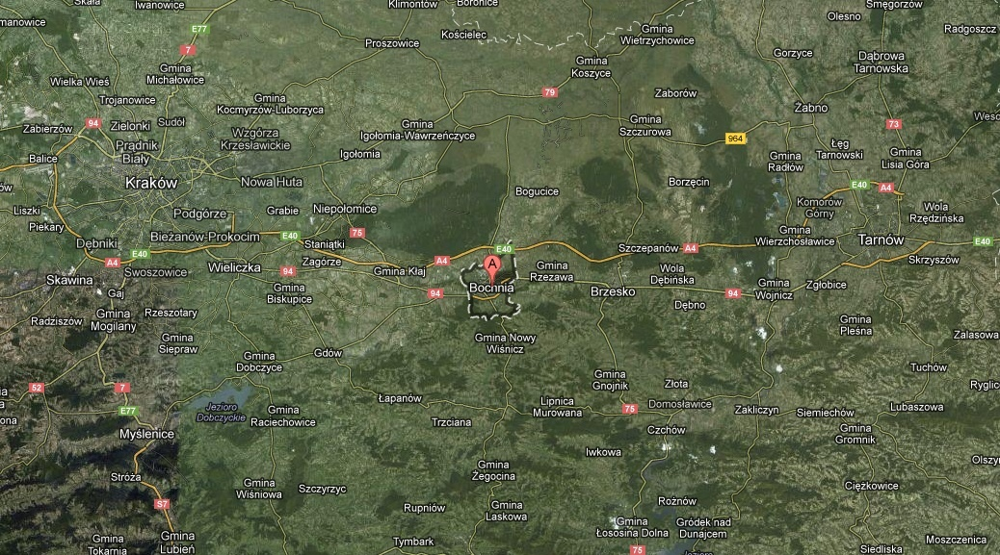 Skała
Iwanowice
Klimontów
Boronice
Smęgorzów
Olesno
Radgoszcz
E77
Kościelec
Gmina
Wietrzychowice
Proszowice
7
Gmina
Koszyce
Gorzyce
Dąbrowa
Tarnowska
Gmina
Michałowice
Wielka Wieś
79
Zaborów
Trojanowice
Gmina
Kocmyrzów-Luborzyca
Żabno
Zabierzów
94
Zielonki
Sudół
Wzgórza
Krzesławickie
Gmina
Igołomia-Wawrzeńczyce
Gmina
Szczurowa
964
73
Prądnik
Biały
Igołomia
Łęg
Tarnowski
Gmina
Lisia Góra
Balice
Gmina
Radłów
Kraków
Nowa Huta
Borzęcin
E40
A4
Bogucice
Liszki
Podgórze
Grabie
Niepołomice
Komorów
Górny
Wola
Rzędzińska
Piekary
Bieżanów-Prokocim
E40
75
Gmina
Wierzchosławice
Tarnów
E40
Dębniki
Staniątki
E40
Szczepanów
A4
A4
E40
Zagórze
A4
A
Skrzyszów
Swoszowice
Wieliczka
94
Gmina Kłaj
Gmina
Rzezawa
Wola
Dębińska
Skawina
Gmina
Biskupice
94
Bochnia
Brzesko
94
Gmina
Wojnicz
Zgłobice
Gaj
Dębno
Radziszów
Gmina
Mogilany
Rzeszotary
Gmina
Pleśna
Gmina
Siepraw
Gmina Nowy
Wiśnicz
Zalasowa
Gmina
Dobczyce
Gdów
Tuchów
52
7
Gmina
Gnojnik
Złota
E77
Jezioro
Dobczyckie
Łapanów
Lipnica
Murowana
75
Domosławice
Zakliczyn
Siemiechów
Lubaszowa
Gmina
Raciechowice
Trzciana
Czchów
Gmina
Gromnik
Myślenice
Iwkowa
Stróża
Gmina
Żegocina
Gmina
Wiśniowa
Szczyrzyc
Ciężkowice
S7
Rupniów
Gmina
Laskowa
Rożnów
Gmina
Tokarnia
Gmina
Lubień
Tymbark
Gmina
Łososina Dolna
Gródek nad
Dunajcem
Moszczenica
75
Siedliska